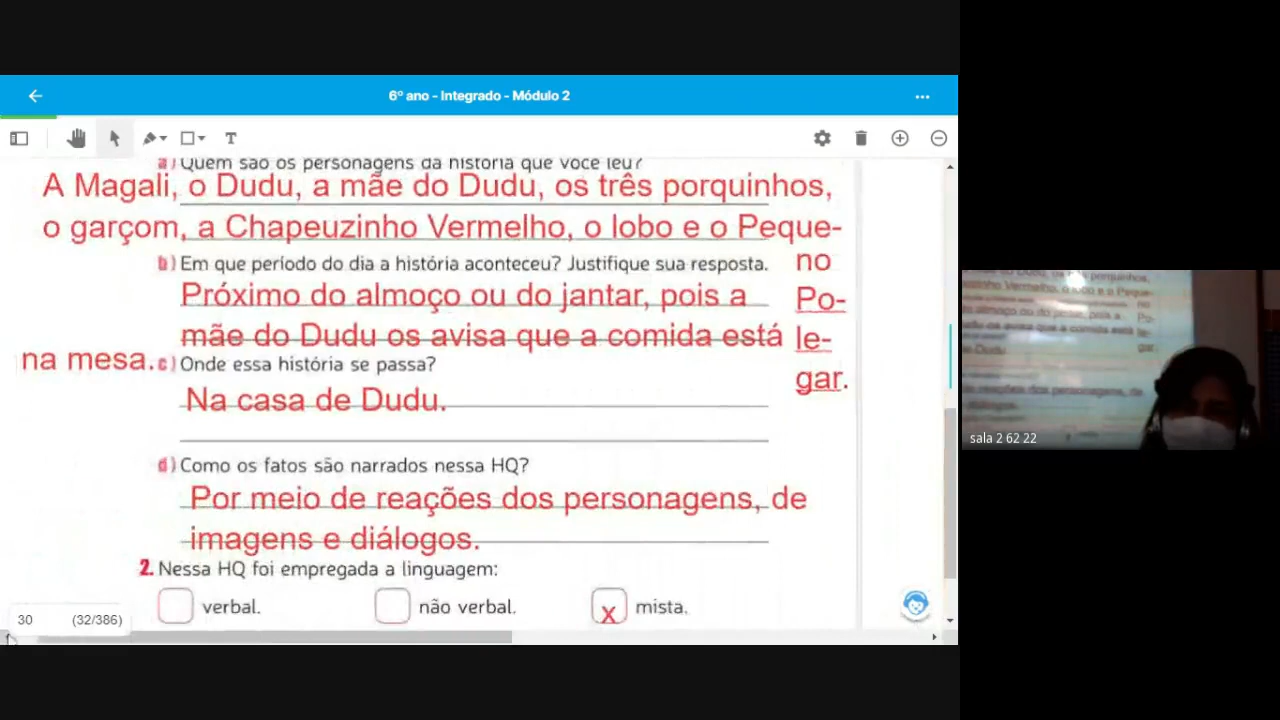 6º ano - Integrado - Módulo 2
a) Quem são os personagens da história que você leu?
A Magali, o Dudu, a mãe do Dudu, os três porquinhos,
o garçom, a Chapeuzinho Vermelho, o lobo e o Peque-
no
Po-
le-
gar.
b) Em que período do dia a história aconteceu? Justifique sua resposta.
Próximo do almoço ou do jantar, pois a
mãe do Dudu os avisa que a comida está
na mesa.
c) Onde essa história se passa?
Na casa de Dudu.
d) Como os fatos são narrados nessa HQ?
Por meio de reações dos personagens, de
imagens e diálogos.
2. Nessa HQ foi empregada a linguagem:
verbal.
não verbal.
x mista.
30 (32/386)
sala 2 62 22